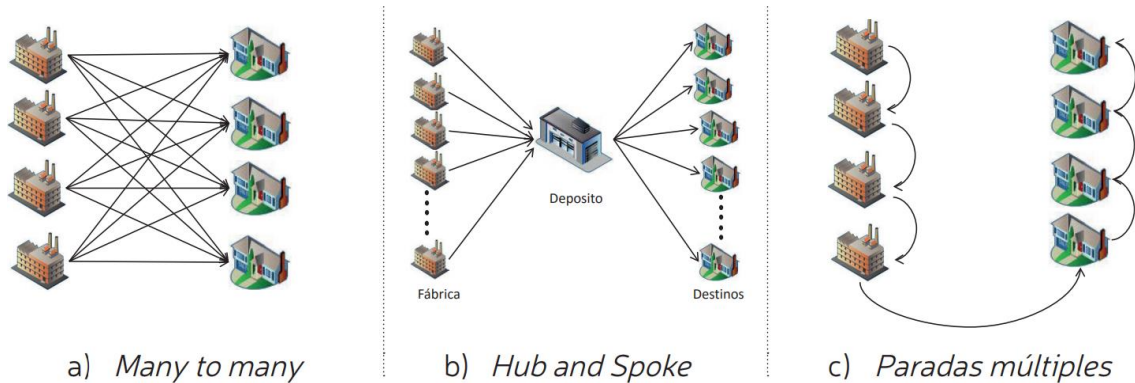 Deposito
Fábrica
Destinos
a) Many to many
b) Hub and Spoke
c) Paradas múltiples